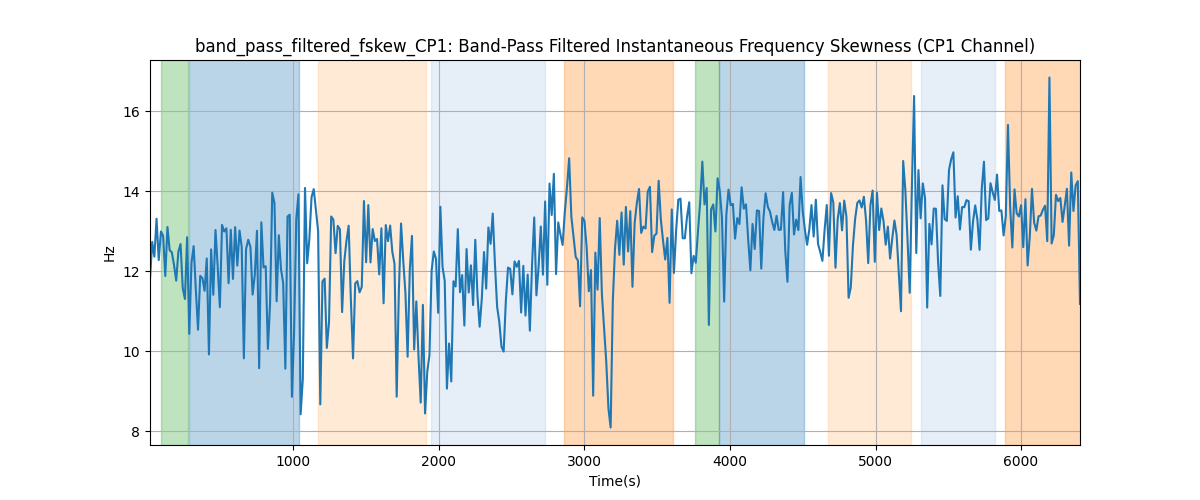 band_pass_filtered_fskew_CP1: Band-Pass Filtered Instantaneous Frequency Skewness (CP1 Channel)
16
14
12
10
8
Hz
1000 2000 3000 4000 5000 6000
Time(s)